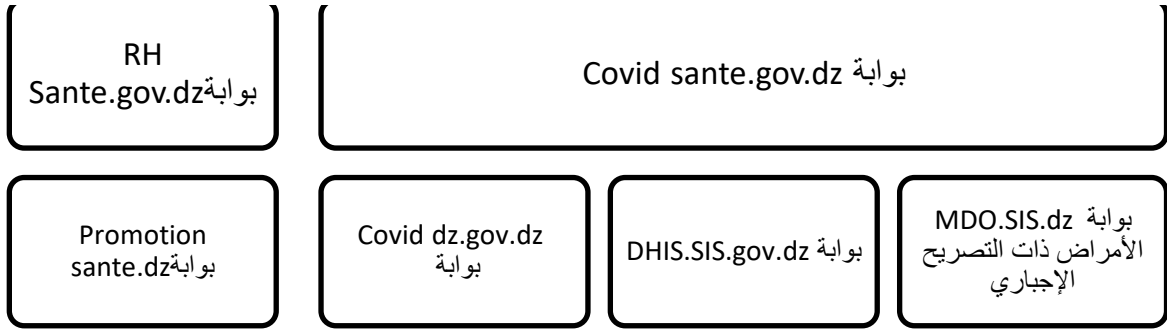 RH
بوابةSante.gov.dz
بوابة Covid sante.gov.dz
Promotion
بوابةsante.dz
Covid dz.gov.dz
بوابة
بوابة DHIS.SIS.gov.dz
بوابة MDO.SIS.dz
الأمراض ذات التصريح
الإجباري